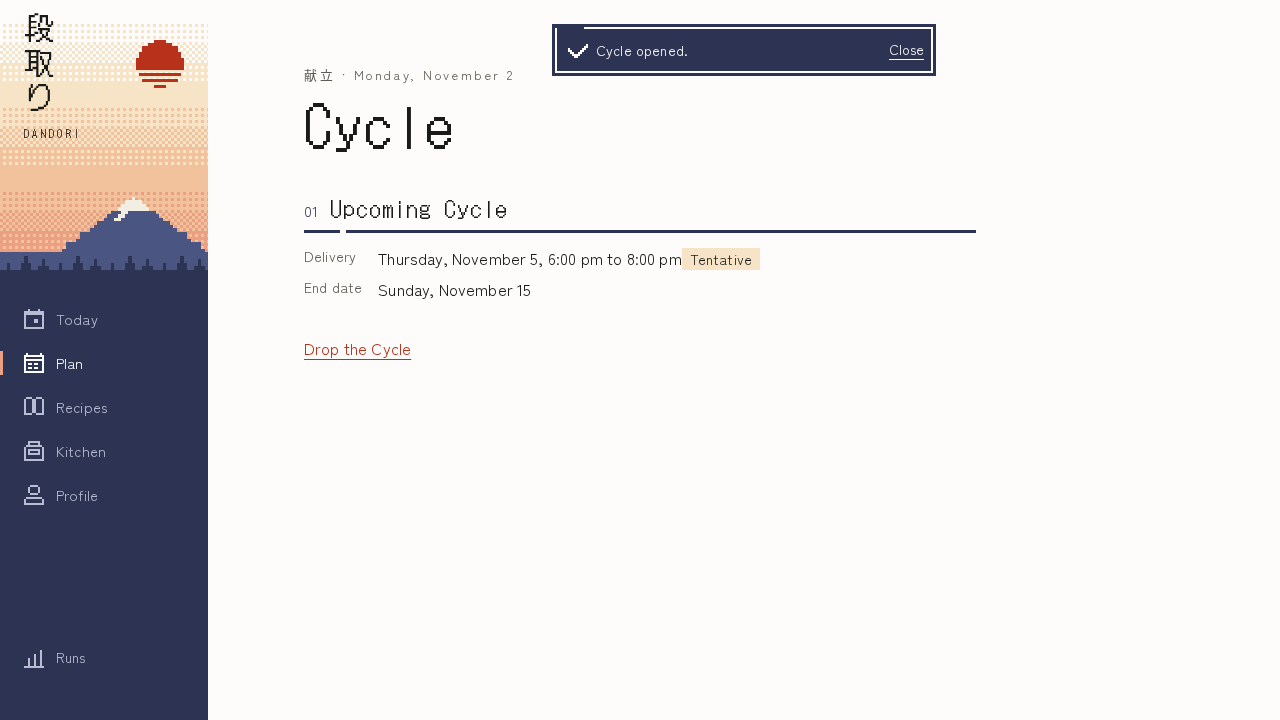 段取り
DANDORI
Today
Plan
Recipes
Kitchen
Profile
Runs
Cycle opened.
Close
献立 · Monday, November 2
Cycle
01 Upcoming Cycle
Delivery Thursday, November 5, 6:00 pm to 8:00 pm Tentative
End date Sunday, November 15
Drop the Cycle